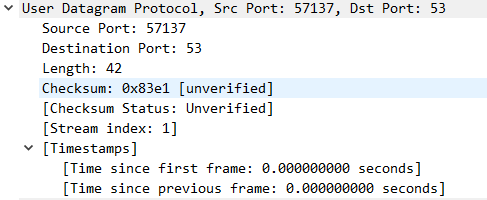 User Datagram Protocol, Src Port: 57137, Dst Port: 53
Source Port: 57137
Destination Port: 53
Length: 42
Checksum: 0x83e1 [unverified]
[Checksum Status: Unverified]
[Stream index: 1]
[Timestamps]
[Time since first frame: 0.000000000 seconds]
[Time since previous frame: 0.000000000 seconds]